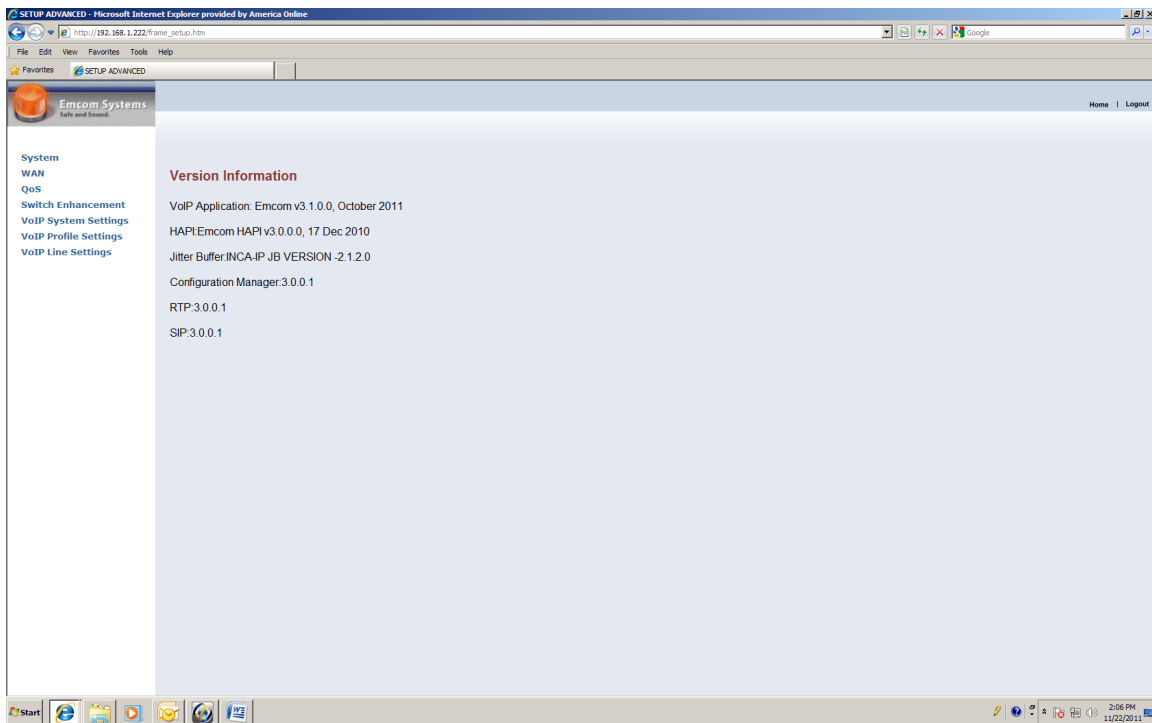 SETUP ADVANCED - Microsoft Internet Explorer provided by America Online
http://192.168.1.222/frame_setup.htm
Google
File Edit View Favorites Tools Help
Favorites SETUP ADVANCED
Emcom Systems
Safe and Sound.
Home | Logout
System
WAN
QoS
Switch Enhancement
VoIP System Settings
VoIP Profile Settings
VoIP Line Settings
Version Information
VoIP Application: Emcom v3.1.0.0, October 2011
HAPI:Emcom HAPI v3.0.0.0, 17 Dec 2010
Jitter Buffer:INCA-IP JB VERSION -2.1.2.0
Configuration Manager:3.0.0.1
RTP:3.0.0.1
SIP:3.0.0.1
Start
2:06 PM
11/22/2011